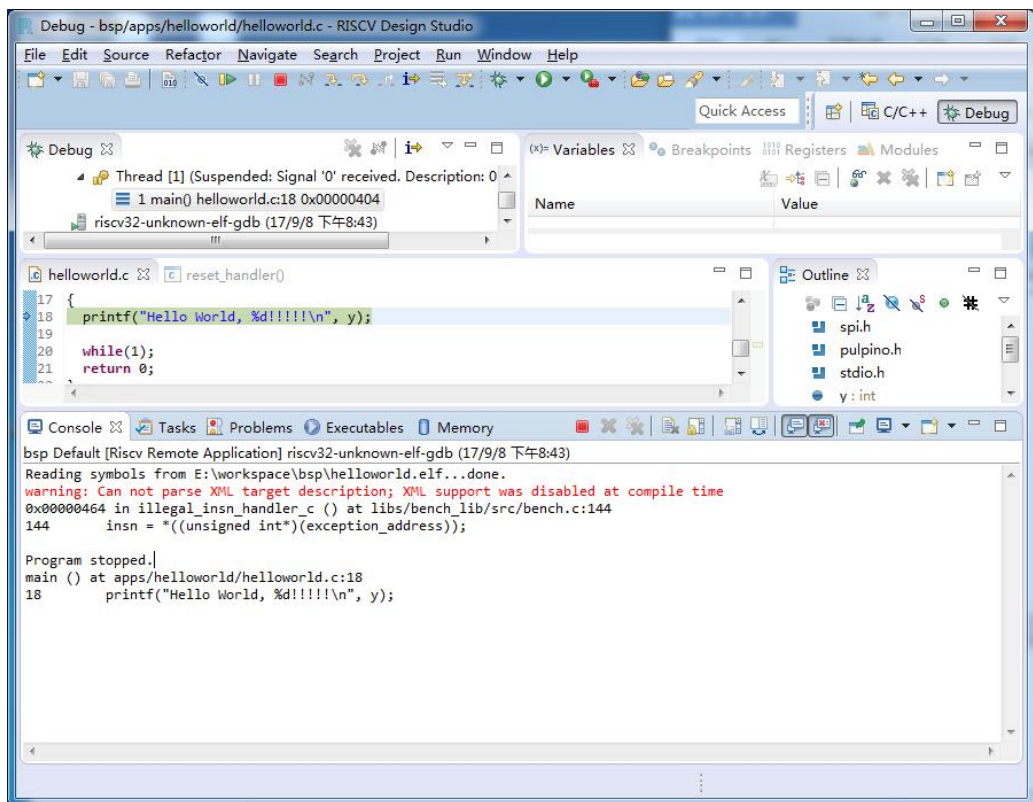 Debug - bsp/apps/helloworld/helloworld.c - RISCV Design Studio
File Edit Source Refactor Navigate Search Project Run Window Help
Quick Access C/C++ Debug
Debug
Thread [1] (Suspended: Signal '0' received. Description: 0
1 main() helloworld.c:18 0x00000404
riscv32-unknown-elf-gdb (17/9/8 下午8:43)
(x)= Variables Breakpoints Registers Modules
Name Value
helloworld.c reset_handler()
17 {
18 printf("Hello World, %d!!!!!\n", y);
19
20 while(1);
21 return 0;
Outline
spi.h
pulpino.h
stdio.h
y : int
Console Tasks Problems Executables Memory
bsp Default [Riscv Remote Application] riscv32-unknown-elf-gdb (17/9/8 下午8:43)
Reading symbols from E:\workspace\bsp\helloworld.elf...done.
warning: Can not parse XML target description; XML support was disabled at compile time
0x00000464 in illegal_insn_handler_c () at libs/bench_lib/src/bench.c:144
144 insn = *((unsigned int*)(exception_address));
Program stopped.
main () at apps/helloworld/helloworld.c:18
18 printf("Hello World, %d!!!!!\n", y);